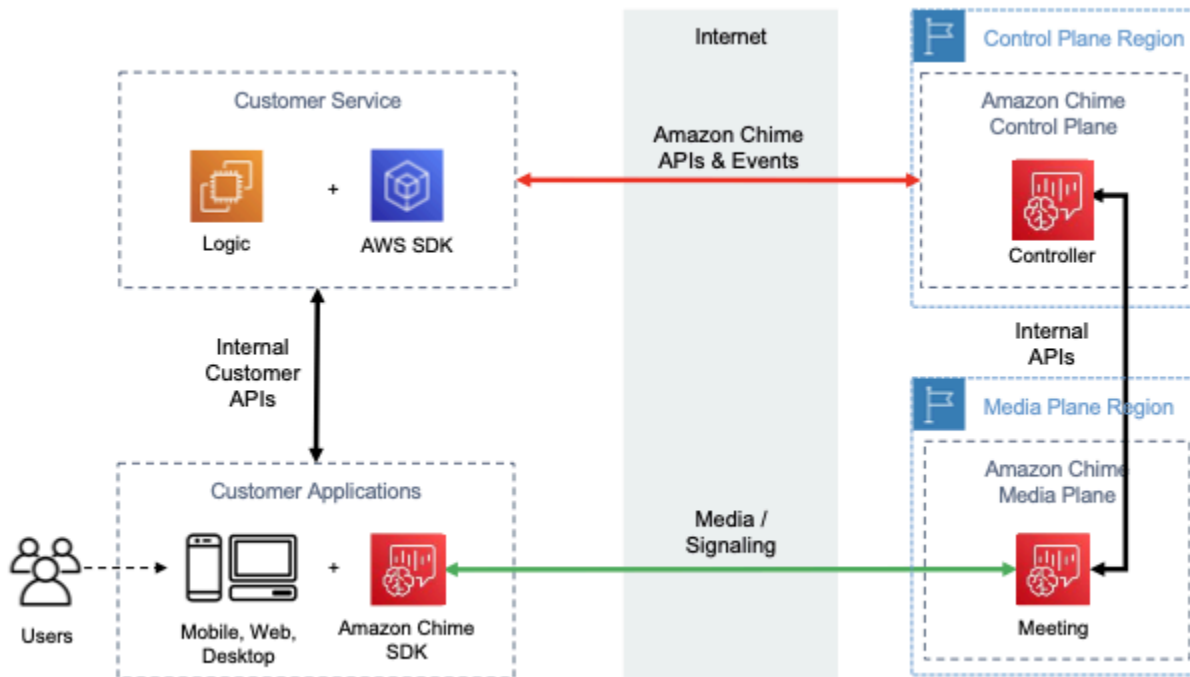 Internet
Control Plane Region
Customer Service
Amazon Chime
Control Plane
Amazon Chime
APIs & Events
+
Logic
AWS SDK
Controller
Internal
Customer
APIs
Internal
APIs
Media Plane Region
Customer Applications
Amazon Chime
Media Plane
Media /
Signaling
+
Users
Mobile, Web,
Desktop
Amazon Chime
SDK
Meeting